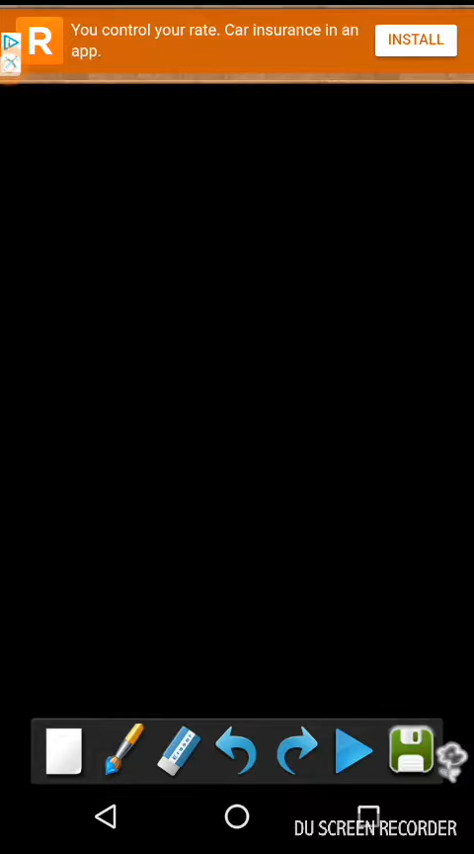 R
You control your rate. Car insurance in an
app.
INSTALL
DU SCREEN RECORDER